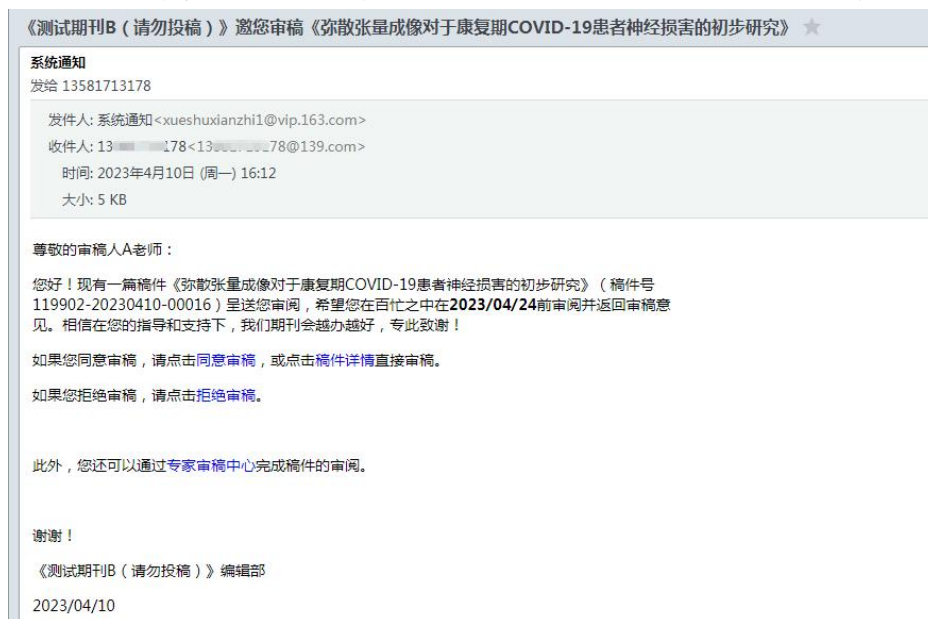 《测试期刊B（请勿投稿）》邀您审稿《弥散张量成像对于康复期COVID-19患者神经损害的初步研究》
系统通知
发给 13581713178
发件人: 系统通知<xueshuxianzhi1@vip.163.com>
收件人: 13 178<13 78@139.com>
时间: 2023年4月10日 (周一) 16:12
大小: 5 KB
尊敬的审稿人A老师：
您好！现有一篇稿件《弥散张量成像对于康复期COVID-19患者神经损害的初步研究》（稿件号
119902-20230410-00016）呈送您审阅，希望您在百忙之中在2023/04/24前审阅并返回审稿意
见。相信在您的指导和支持下，我们期刊会越办越好，专此致谢！
如果您同意审稿，请点击同意审稿，或点击稿件详情直接审稿。
如果您拒绝审稿，请点击拒绝审稿。
此外，您还可以通过专家审稿中心完成稿件的审阅。
谢谢！
《测试期刊B（请勿投稿）》编辑部
2023/04/10